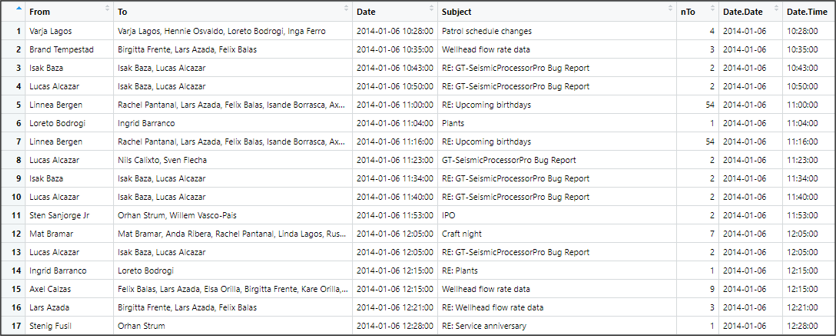 From To Date Subject nTo Date.Date Date.Time
1 Varja Lagos Varja Lagos, Hennie Osvaldo, Loreto Bodrogi, Inga Ferro 2014-01-06 10:28:00 Patrol schedule changes 4 2014-01-06 10:28:00
2 Brand Tempestad Birgitta Frente, Lars Azada, Felix Balas 2014-01-06 10:35:00 Wellhead flow rate data 3 2014-01-06 10:35:00
3 Isak Baza Isak Baza, Lucas Alcazar 2014-01-06 10:43:00 RE: GT-SeismicProcessorPro Bug Report 2 2014-01-06 10:43:00
4 Lucas Alcazar Isak Baza, Lucas Alcazar 2014-01-06 10:50:00 RE: GT-SeismicProcessorPro Bug Report 2 2014-01-06 10:50:00
5 Linnea Bergen Rachel Pantanal, Lars Azada, Felix Balas, Isande Borrasca, Ax... 2014-01-06 11:00:00 RE: Upcoming birthdays 54 2014-01-06 11:00:00
6 Loreto Bodrogi Ingrid Barranco 2014-01-06 11:04:00 Plants 1 2014-01-06 11:04:00
7 Linnea Bergen Rachel Pantanal, Lars Azada, Felix Balas, Isande Borrasca, Ax... 2014-01-06 11:16:00 RE: Upcoming birthdays 54 2014-01-06 11:16:00
8 Lucas Alcazar Nils Calixto, Sven Flecha 2014-01-06 11:23:00 GT-SeismicProcessorPro Bug Report 2 2014-01-06 11:23:00
9 Isak Baza Isak Baza, Lucas Alcazar 2014-01-06 11:34:00 RE: GT-SeismicProcessorPro Bug Report 2 2014-01-06 11:34:00
10 Lucas Alcazar Isak Baza, Lucas Alcazar 2014-01-06 11:40:00 RE: GT-SeismicProcessorPro Bug Report 2 2014-01-06 11:40:00
11 Sten Sanjorge Jr Orhan Strum, Willem Vasco-Pais 2014-01-06 11:53:00 IPO 2 2014-01-06 11:53:00
12 Mat Bramar Mat Bramar, Anda Ribera, Rachel Pantanal, Linda Lagos, Rus... 2014-01-06 12:05:00 Craft night 7 2014-01-06 12:05:00
13 Lucas Alcazar Isak Baza, Lucas Alcazar 2014-01-06 12:05:00 RE: GT-SeismicProcessorPro Bug Report 2 2014-01-06 12:05:00
14 Ingrid Barranco Loreto Bodrogi 2014-01-06 12:15:00 RE: Plants 1 2014-01-06 12:15:00
15 Axel Calzas Felix Balas, Lars Azada, Elsa Orilla, Birgitta Frente, Kare Orilla,... 2014-01-06 12:15:00 Wellhead flow rate data 9 2014-01-06 12:15:00
16 Lars Azada Birgitta Frente, Lars Azada, Felix Balas 2014-01-06 12:21:00 RE: Wellhead flow rate data 3 2014-01-06 12:21:00
17 Stenig Fusil Orhan Strum 2014-01-06 12:28:00 RE: Service anniversary 1 2014-01-06 12:28:00